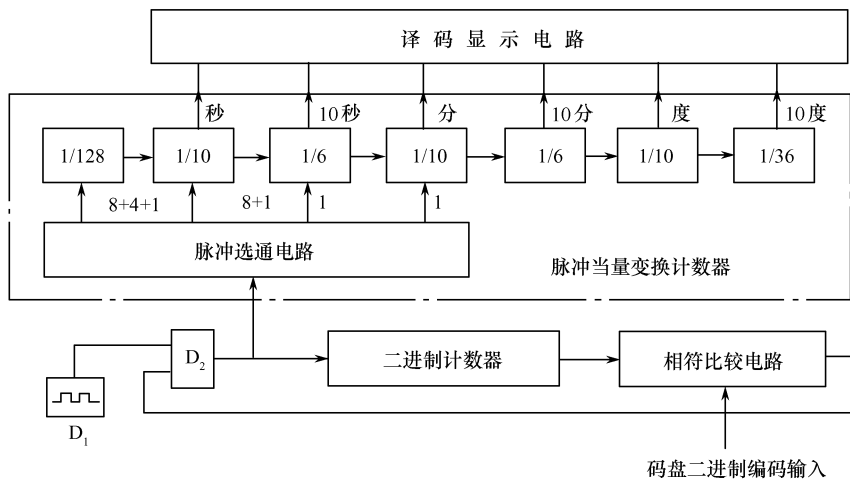 译码显示电路
秒 10秒 分 10分 度 10度
1/128 1/10 1/6 1/10 1/6 1/10 1/36
8+4+1 8+1 1 1
脉冲选通电路
脉冲当量变换计数器
D2 二进制计数器 相符比较电路
D1
码盘二进制编码输入